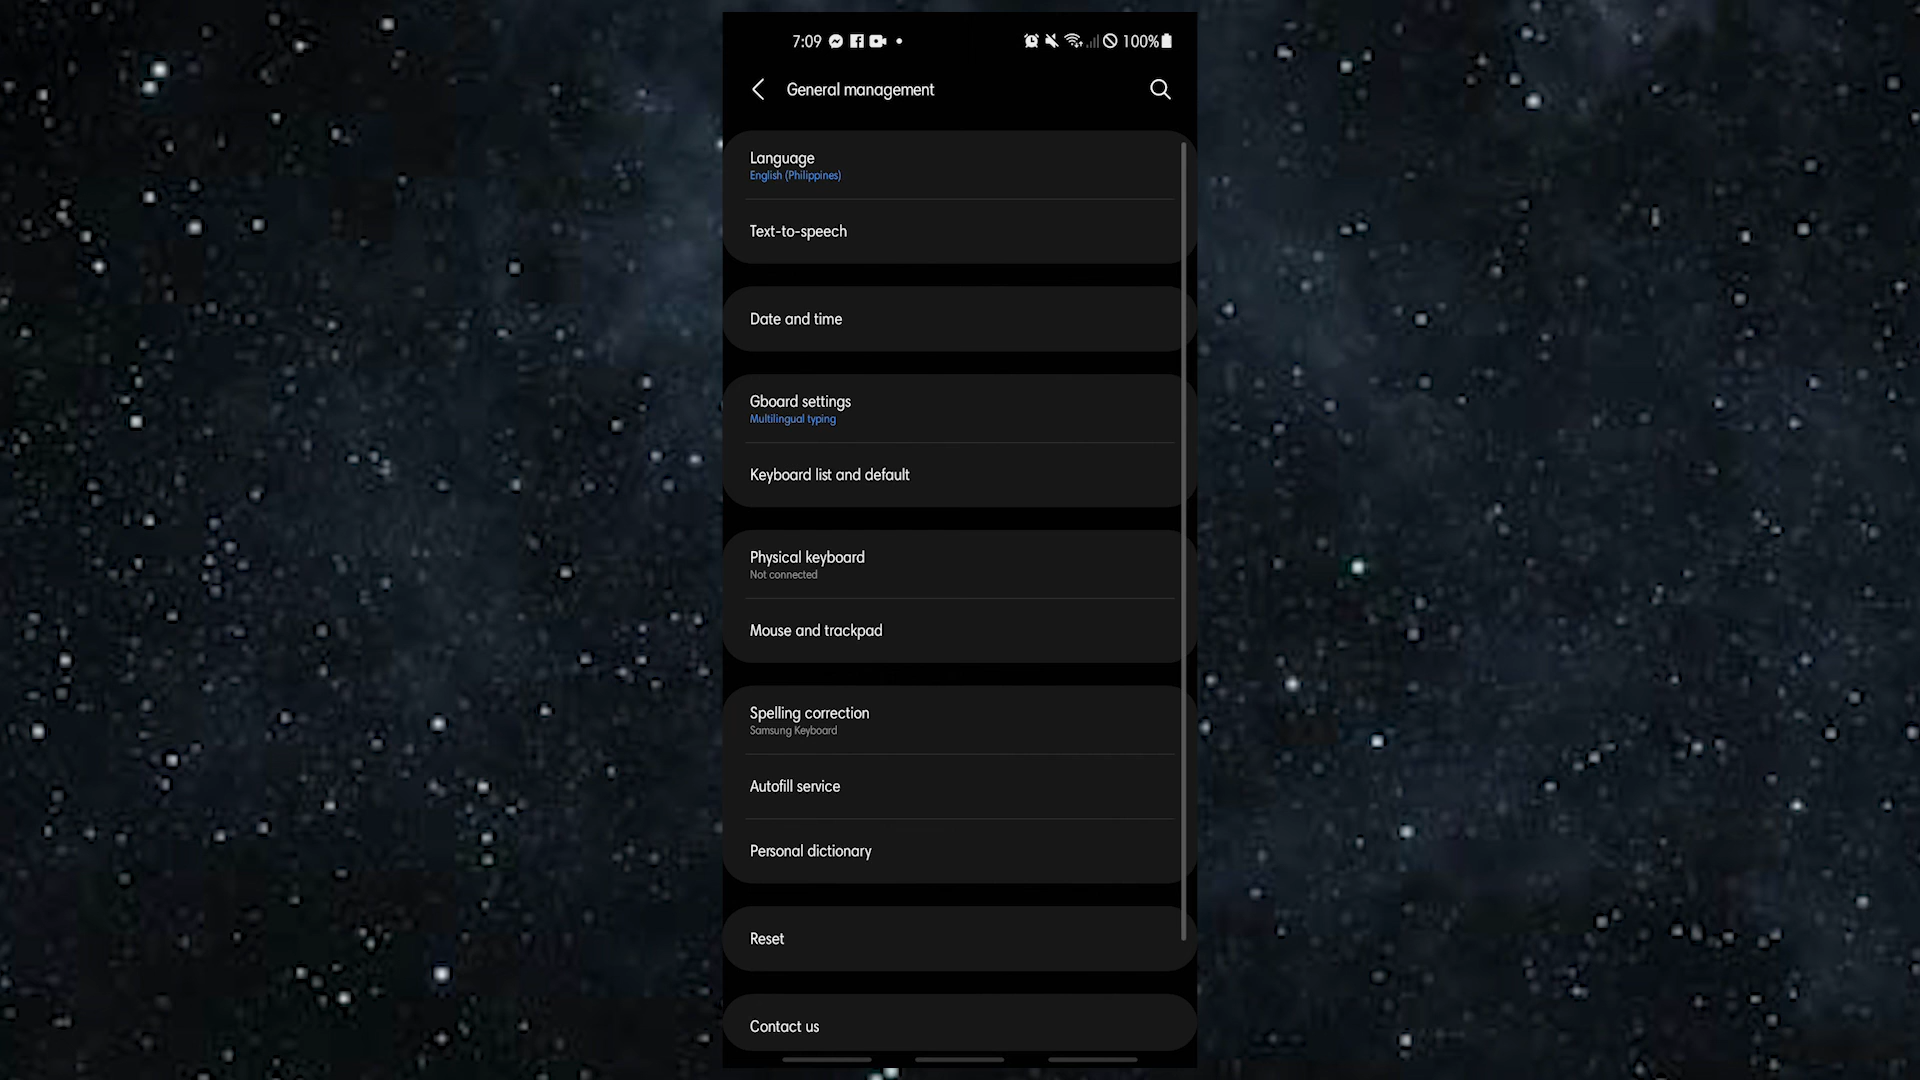 7:09
100%
General management
Language
English (Philippines)
Text-to-speech
Date and time
Gboard settings
Multilingual typing
Keyboard list and default
Physical keyboard
Not connected
Mouse and trackpad
Spelling correction
Samsung Keyboard
Autofill service
Personal dictionary
Reset
Contact us